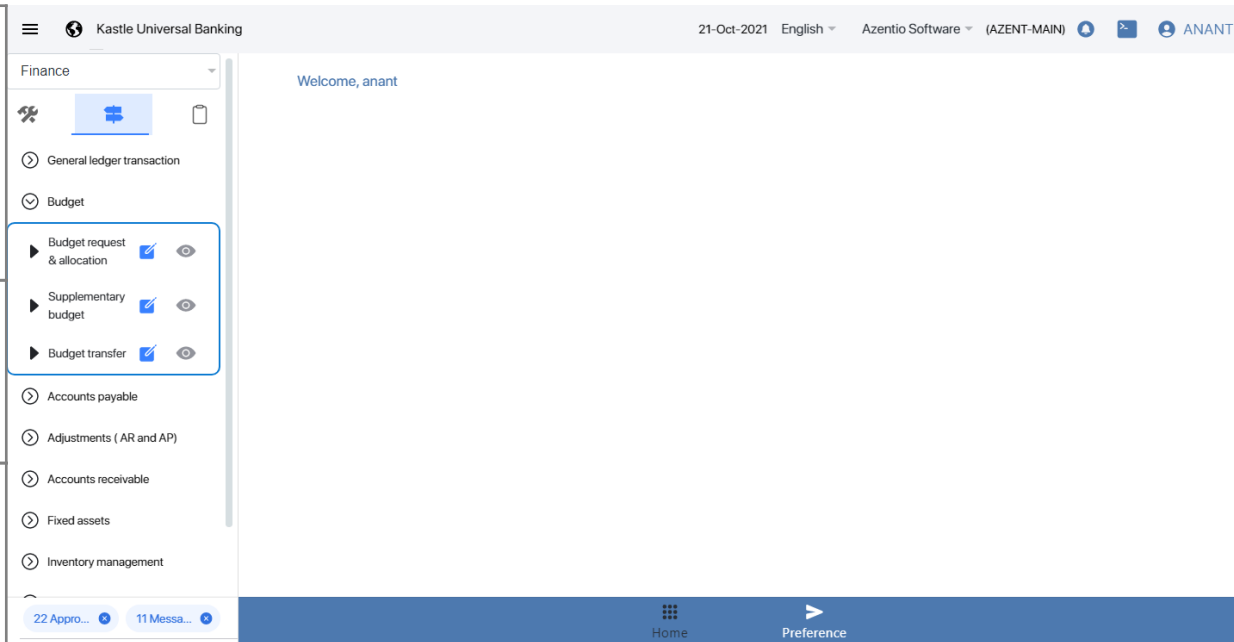 Kastle Universal Banking
21-Oct-2021 English Azentio Software (AZENT-MAIN) ANANT
Finance
Welcome, anant
General ledger transaction
Budget
Budget request
& allocation
Supplementary
budget
Budget transfer
Accounts payable
Adjustments ( AR and AP)
Accounts receivable
Fixed assets
Inventory management
22 Appro... 11 Messa...
Home Preference